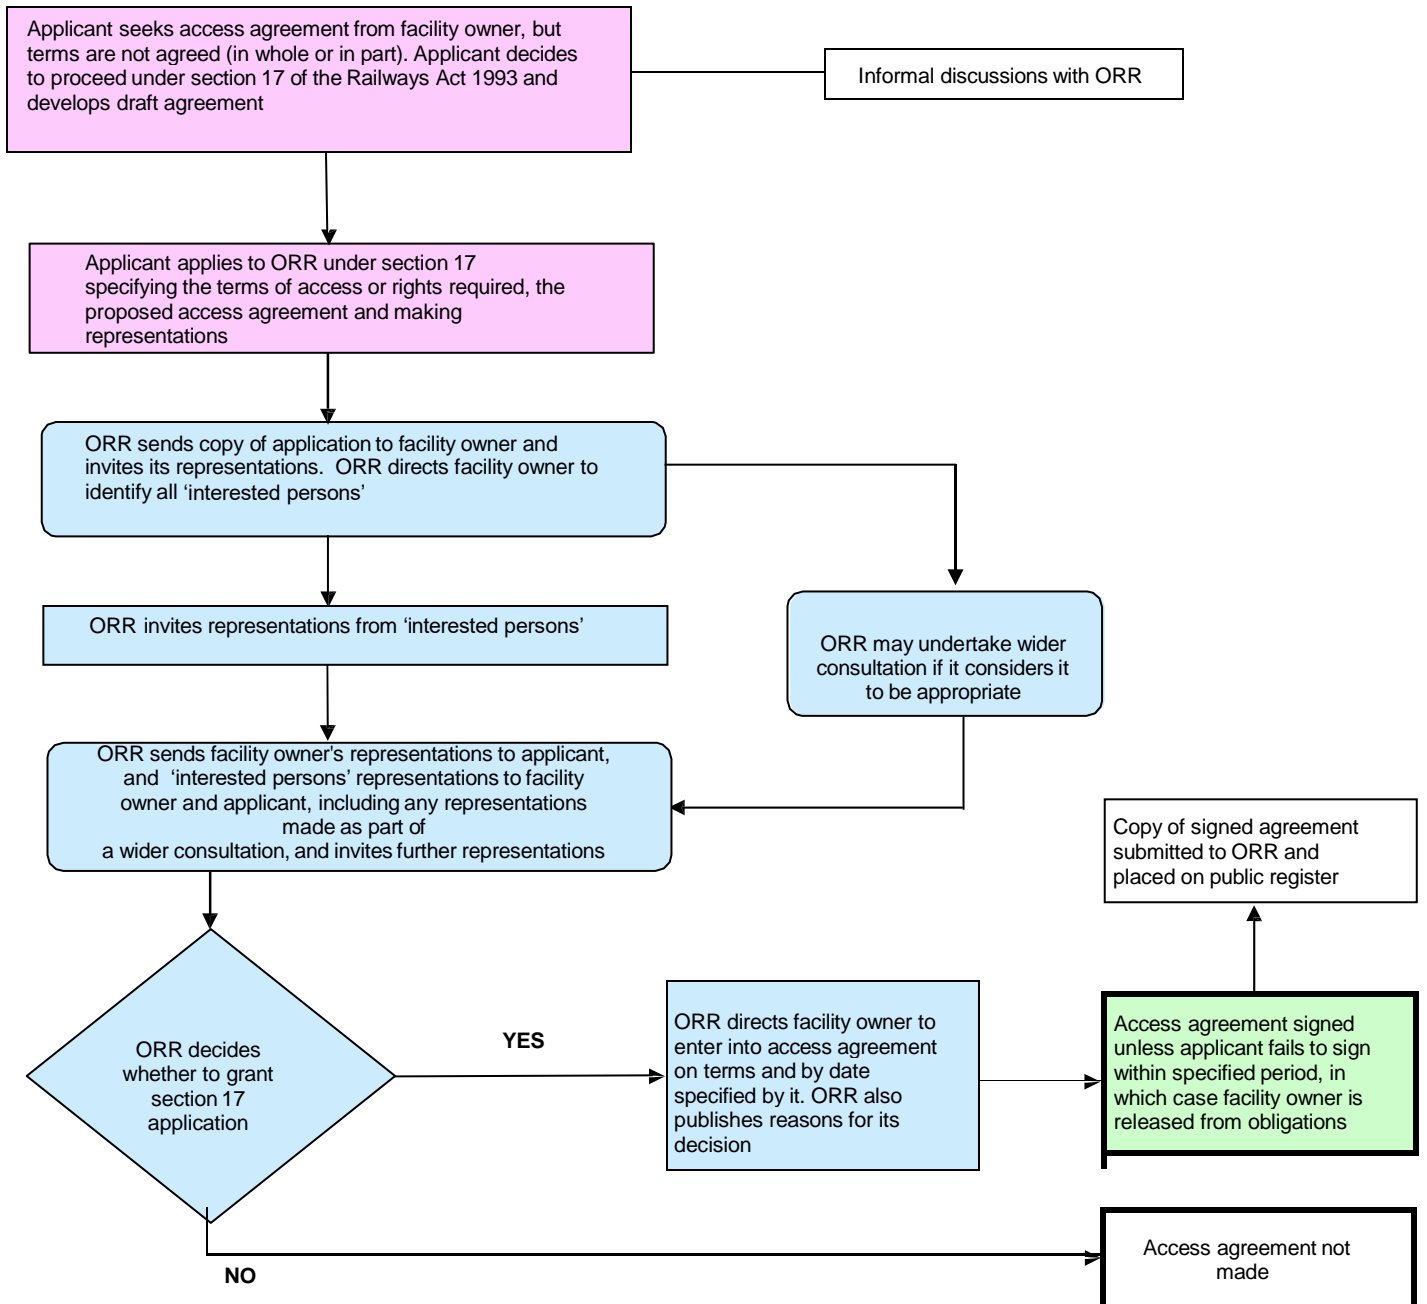 Applicant seeks access agreement from facility owner, but
terms are not agreed (in whole or in part). Applicant decides
to proceed under section 17 of the Railways Act 1993 and
develops draft agreement
Informal discussions with ORR
Applicant applies to ORR under section 17
specifying the terms of access or rights required, the
proposed access agreement and making
representations
ORR sends copy of application to facility owner and
invites its representations.  ORR directs facility owner to
identify all ‘interested persons’
ORR invites representations from ‘interested persons’
ORR may undertake wider
consultation if it considers it
to be appropriate
ORR sends facility owner's representations to applicant,
and  ‘interested persons’ representations to facility
owner and applicant, including any representations
made as part of
a wider consultation, and invites further representations
Copy of signed agreement
submitted to ORR and
placed on public register
ORR decides
whether to grant
section 17
application
YES
ORR directs facility owner to
enter into access agreement
on terms and by date
specified by it. ORR also
publishes reasons for its
decision
Access agreement signed
unless applicant fails to sign
within specified period, in
which case facility owner is
released from obligations
NO
Access agreement not
made